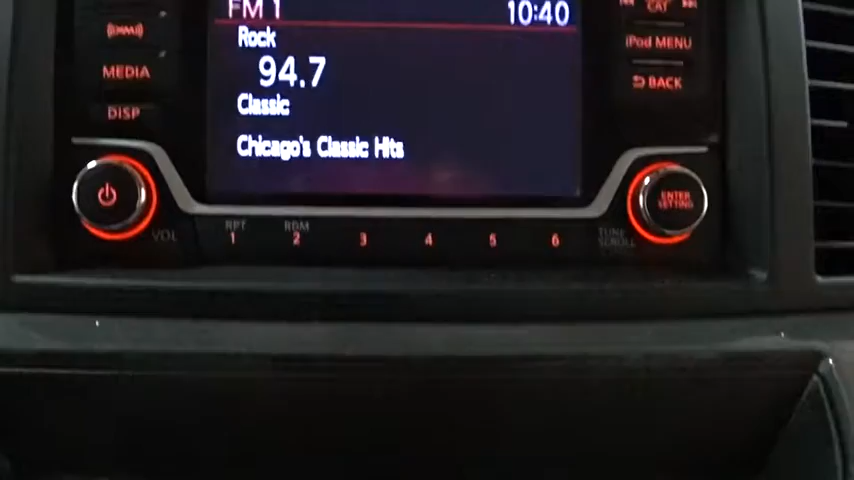 FM 1 10:40
CAT
Rock
iPod MENU
94.7
MEDIA
BACK
Classic
DISP
Chicago's Classic Hits
ENTER
SETTING
VOL
RPT RDM
1 2 3 4 5 6
TUNE
SCROLL